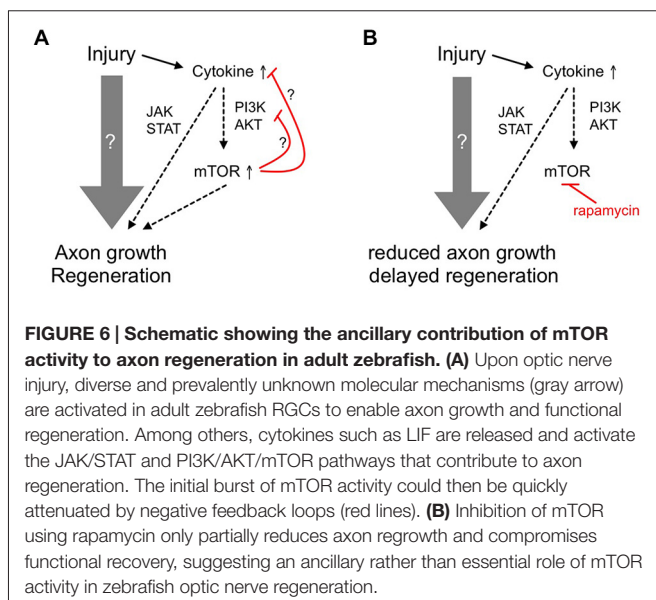 A
Injury
Cytokine ↑
?
JAK
STAT
PI3K
AKT
?
?
mTOR ↑
Axon growth
Regeneration
B
Injury
Cytokine ↑
?
JAK
STAT
PI3K
AKT
mTOR
rapamycin
reduced axon growth
delayed regeneration
FIGURE 6 | Schematic showing the ancillary contribution of mTOR
activity to axon regeneration in adult zebrafish. (A) Upon optic nerve
injury, diverse and prevalently unknown molecular mechanisms (gray arrow)
are activated in adult zebrafish RGCs to enable axon growth and functional
regeneration. Among others, cytokines such as LIF are released and activate
the JAK/STAT and PI3K/AKT/mTOR pathways that contribute to axon
regeneration. The initial burst of mTOR activity could then be quickly
attenuated by negative feedback loops (red lines). (B) Inhibition of mTOR
using rapamycin only partially reduces axon regrowth and compromises
functional recovery, suggesting an ancillary rather than essential role of mTOR
activity in zebrafish optic nerve regeneration.